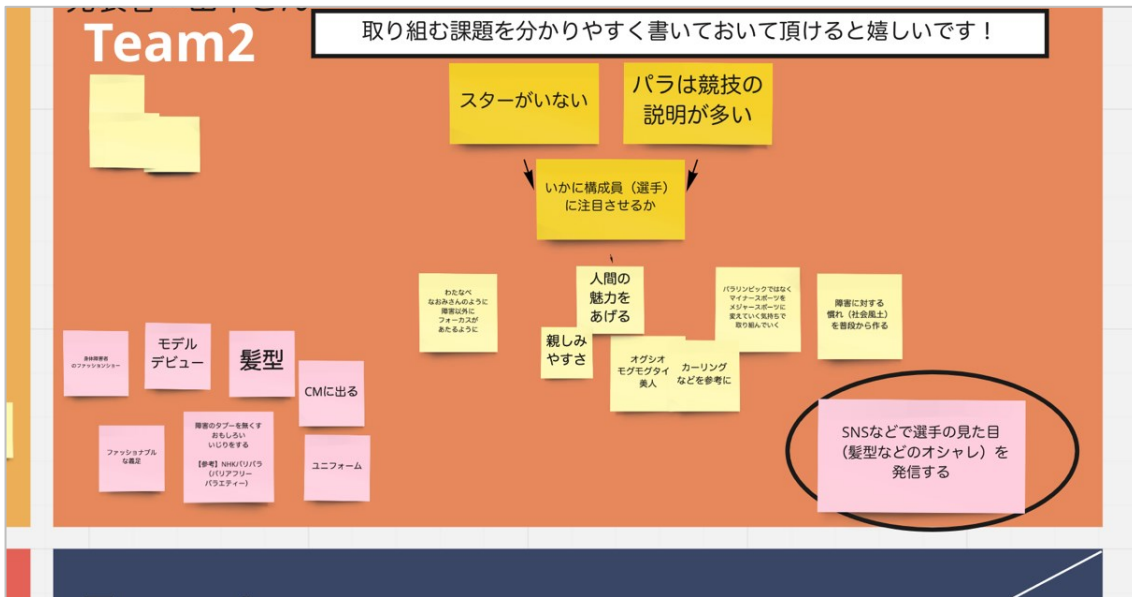 Team2
取り組む課題を分かりやすく書いておいて頂けると嬉しいです！
スターがいない
パラは競技の
説明が多い
いかに構成員（選手）
に注目させるか
わたなべ
なおみさんのように
障害以外に
フォーカスが
あたるように
人間の
魅力を
あげる
親しみ
やすさ
オグシオ
モグモグタイ
美人
カーリング
などを参考に
パラリンピックではなく
マイナースポーツを
メジャースポーツに
変えていく気持ちで
取り組んでいく
障害に対する
慣れ（社会風土）
を普段から作る
身体障害者
のファッションショー
モデル
デビュー
髪型
CMに出る
ファッショナブル
な義足
障害のタブーを無くす
おもしろい
いじりをする
【参考】NHKバリバラ
（バリアフリー
バラエティー）
ユニフォーム
SNSなどで選手の見た目
（髪型などのオシャレ）を
発信する